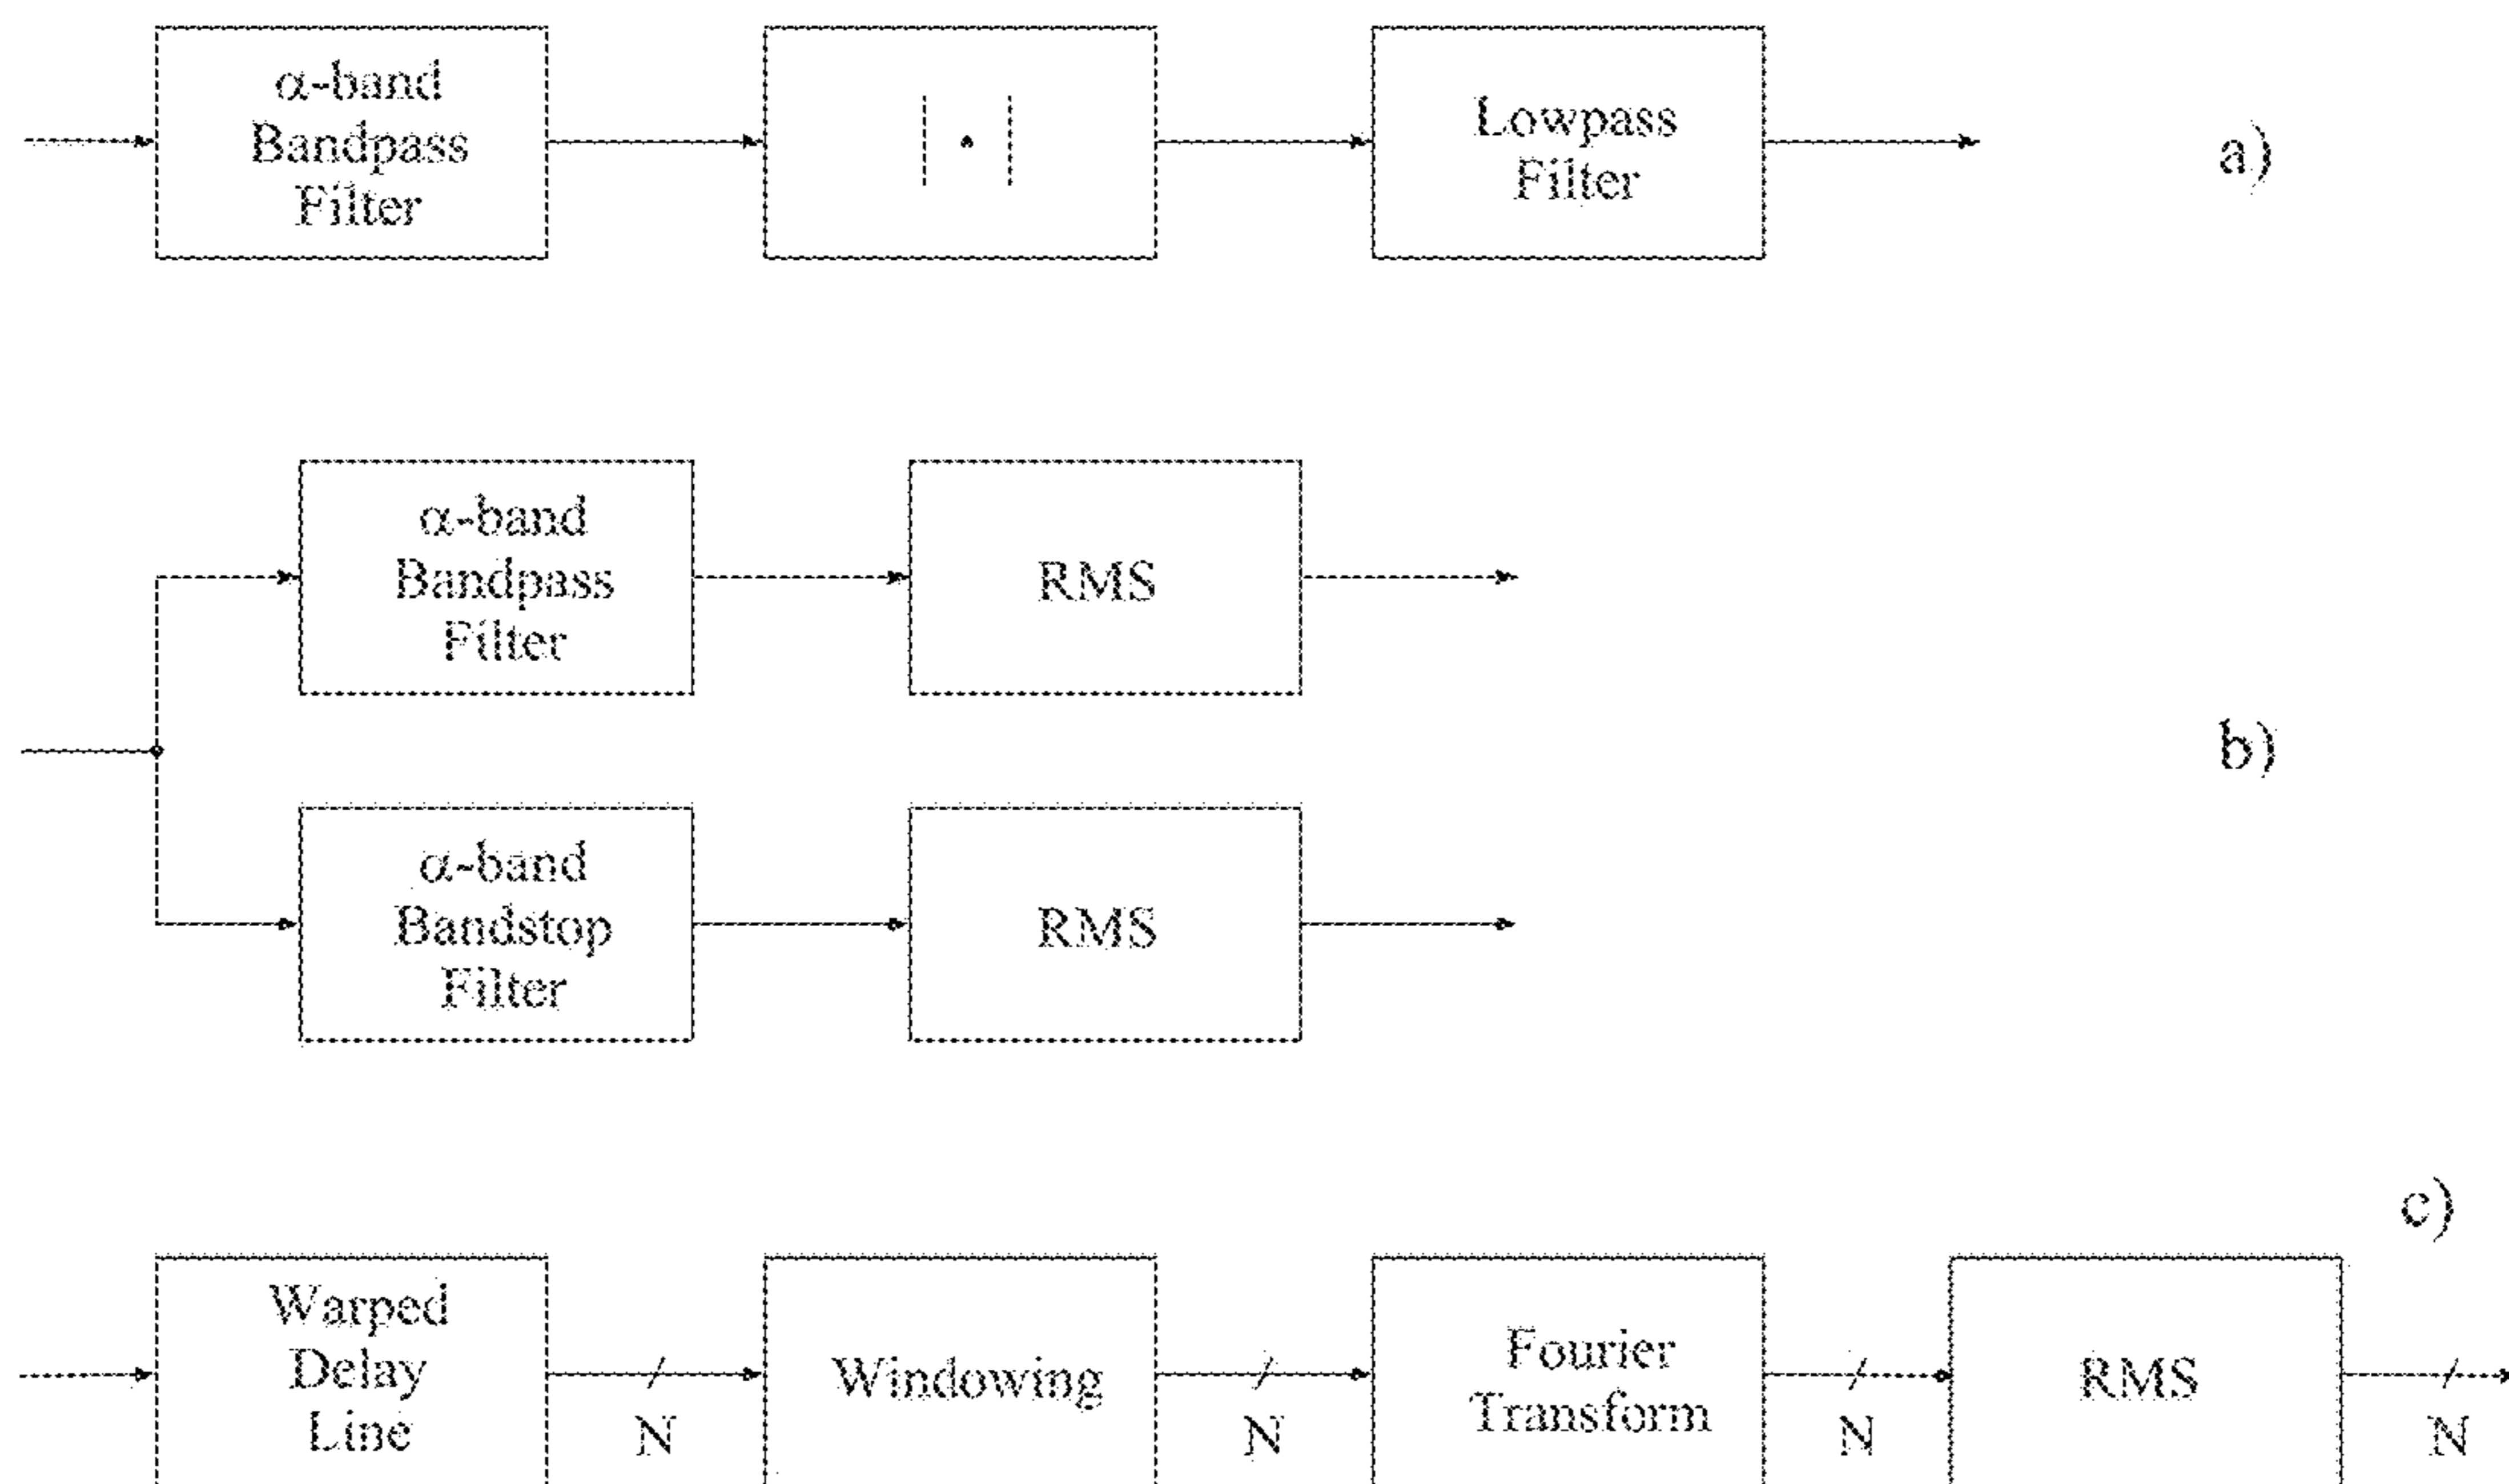 α-band
Bandpass
Filter
| • |
Lowpass
Filter
a)
α-band
Bandpass
Filter
RMS
b)
α-band
Bandstop
Filter
RMS
c)
Warped
Delay
Line
N
Windowing
N
Fourier
Transform
N
RMS
N